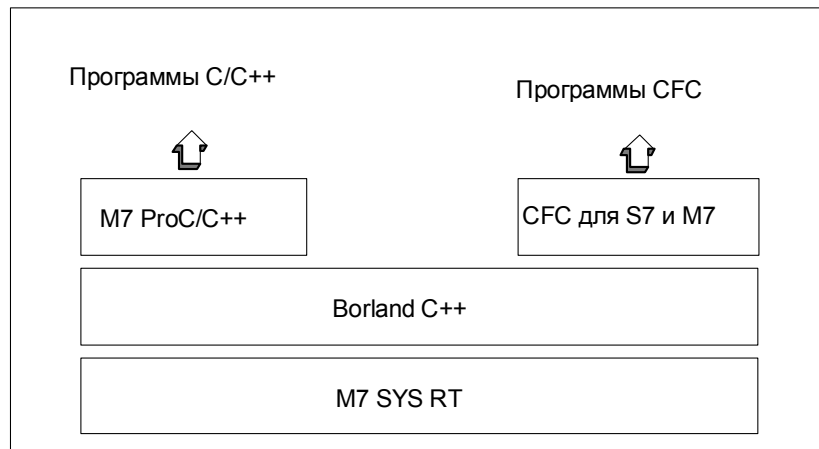 Программы C/C++
Программы CFC
M7 ProC/C++
CFC для S7 и M7
Borland C++
M7 SYS RT